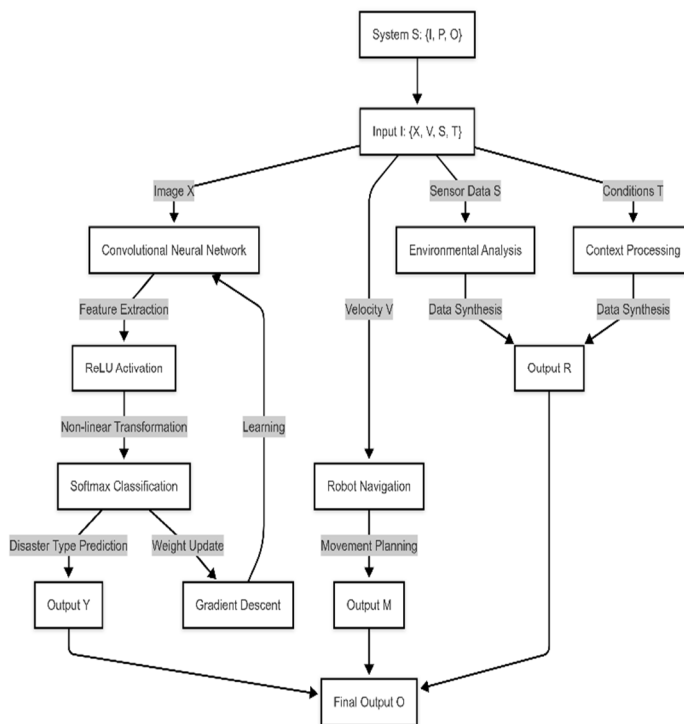 System S: {I, P, O}
Input I: {X, V, S, T}
Image X
Sensor Data S
Conditions T
Convolutional Neural Network
Environmental Analysis
Context Processing
Feature Extraction
Velocity V
Data Synthesis
Data Synthesis
ReLU Activation
Output R
Non-linear Transformation
Learning
Softmax Classification
Robot Navigation
Disaster Type Prediction
Weight Update
Movement Planning
Output Y
Gradient Descent
Output M
Final Output O